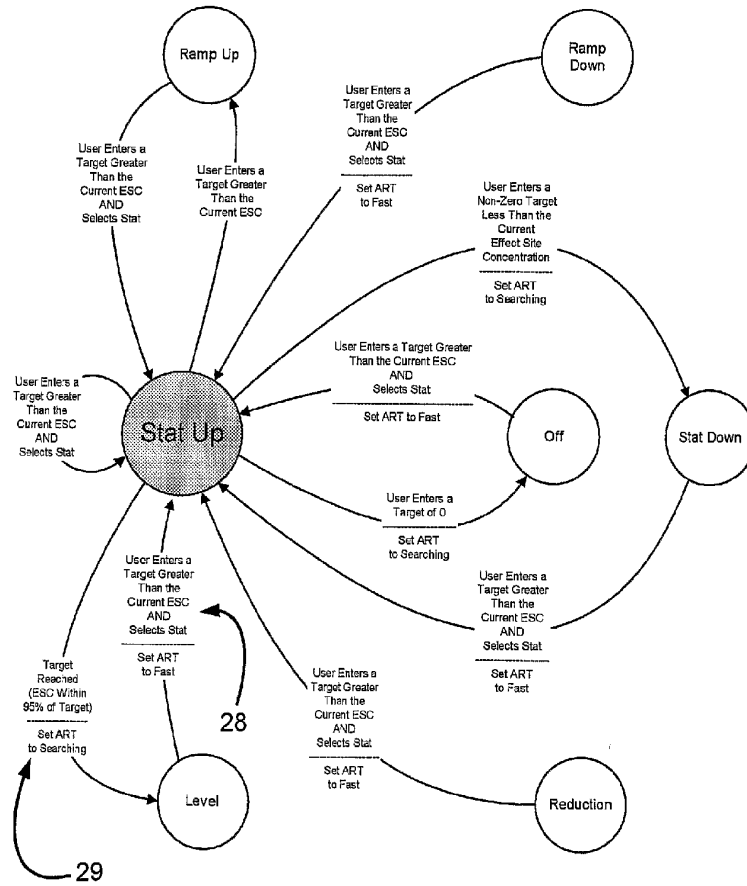 Ramp Up
Ramp
Down
User Enters a
Target Greater
Than the
Current ESC
AND
Selects Stat
Set ART
to Fast
User Enters a
Target Greater
Than the
Current ESC
AND
Selects Stat
User Enters a
Target Greater
Than the
Current ESC
User Enters a
Non-Zero Target
Less Than the
Current
Effect Site
Concentration
Set ART
to Searching
User Enters a Target Greater
Than the Current ESC
AND
Selects Stat
Set ART to Fast
User Enters a
Target Greater
Than the
Current ESC
AND
Selects Stat
Stat Up
Off
Stat Down
User Enters a
Target of 0
Set ART
to Searching
User Enters a
Target Greater
Than the
Current ESC
AND
Selects Stat
Set ART
to Fast
User Enters a
Target Greater
Than the
Current ESC
AND
Selects Stat
Set ART
to Fast
Target
Reached
(ESC Within
95% of Target)
Set ART
to Searching
28
User Enters a
Target Greater
Than the
Current ESC
AND
Selects Stat
Set ART
to Fast
Level
Reduction
29